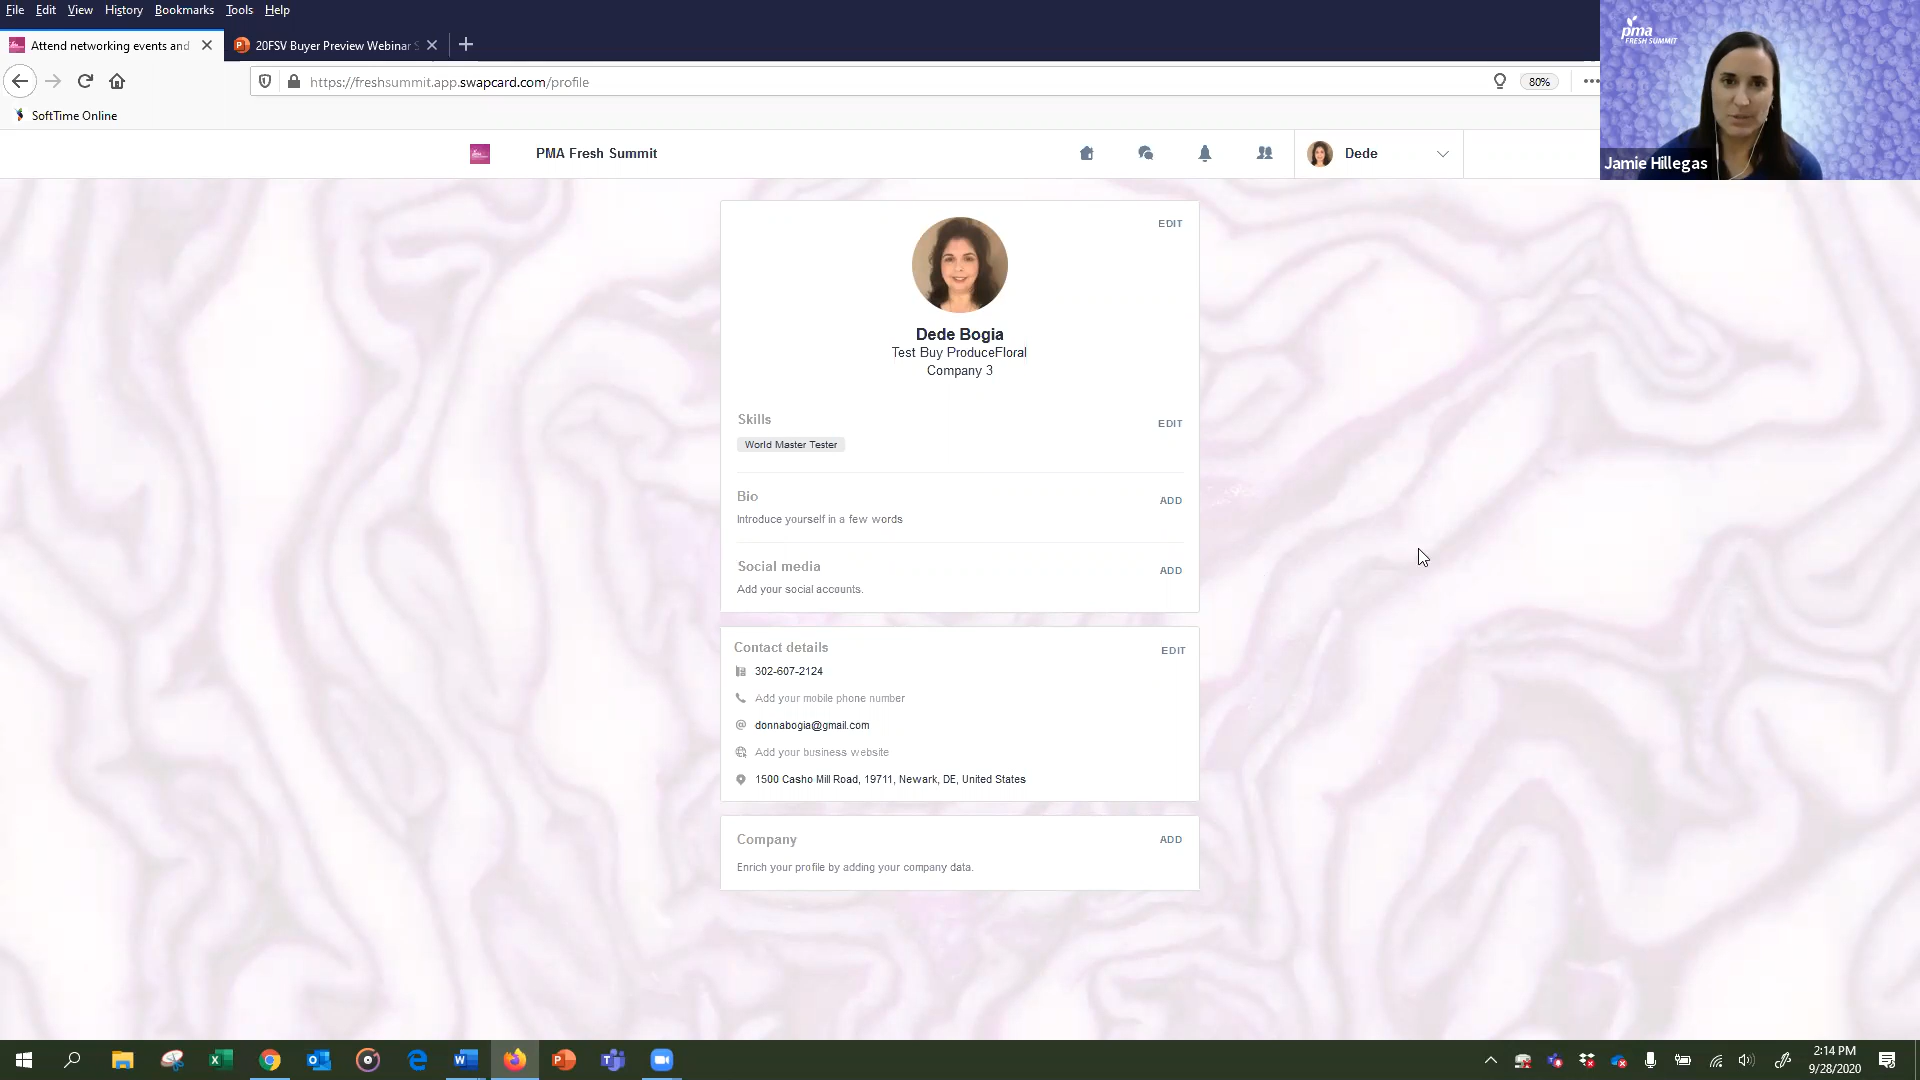 File Edit View History Bookmarks Tools Help
Attend networking events and
20FSV Buyer Preview Webinar S
https://freshsummit.app.swapcard.com/profile
80%
SoftTime Online
pma
FRESH SUMMIT
Jamie Hillegas
PMA Fresh Summit
Dede
EDIT
Dede Bogia
Test Buy ProduceFloral
Company 3
Skills
EDIT
World Master Tester
Bio
ADD
Introduce yourself in a few words
Social media
ADD
Add your social accounts.
Contact details
EDIT
302-607-2124
Add your mobile phone number
donnabogia@gmail.com
Add your business website
1500 Casho Mill Road, 19711, Newark, DE, United States
Company
ADD
Enrich your profile by adding your company data.
2:14 PM
9/28/2020